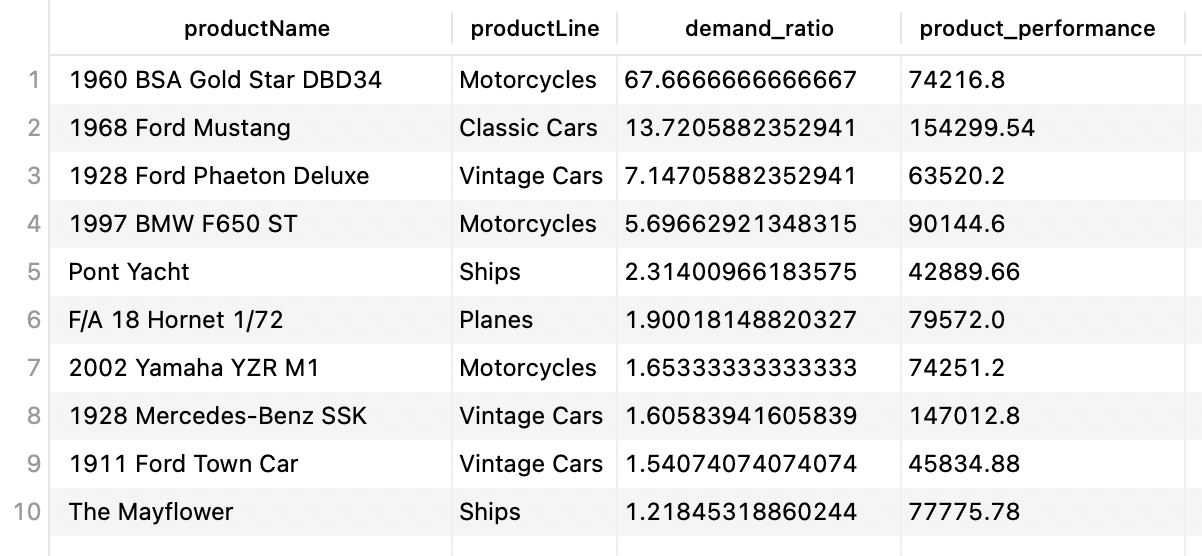 productName productLine demand_ratio product_performance
1 1960 BSA Gold Star DBD34 Motorcycles 67.6666666666667 74216.8
2 1968 Ford Mustang Classic Cars 13.7205882352941 154299.54
3 1928 Ford Phaeton Deluxe Vintage Cars 7.14705882352941 63520.2
4 1997 BMW F650 ST Motorcycles 5.69662921348315 90144.6
5 Pont Yacht Ships 2.31400966183575 42889.66
6 F/A 18 Hornet 1/72 Planes 1.90018148820327 79572.0
7 2002 Yamaha YZR M1 Motorcycles 1.65333333333333 74251.2
8 1928 Mercedes-Benz SSK Vintage Cars 1.60583941605839 147012.8
9 1911 Ford Town Car Vintage Cars 1.54074074074074 45834.88
10 The Mayflower Ships 1.21845318860244 77775.78